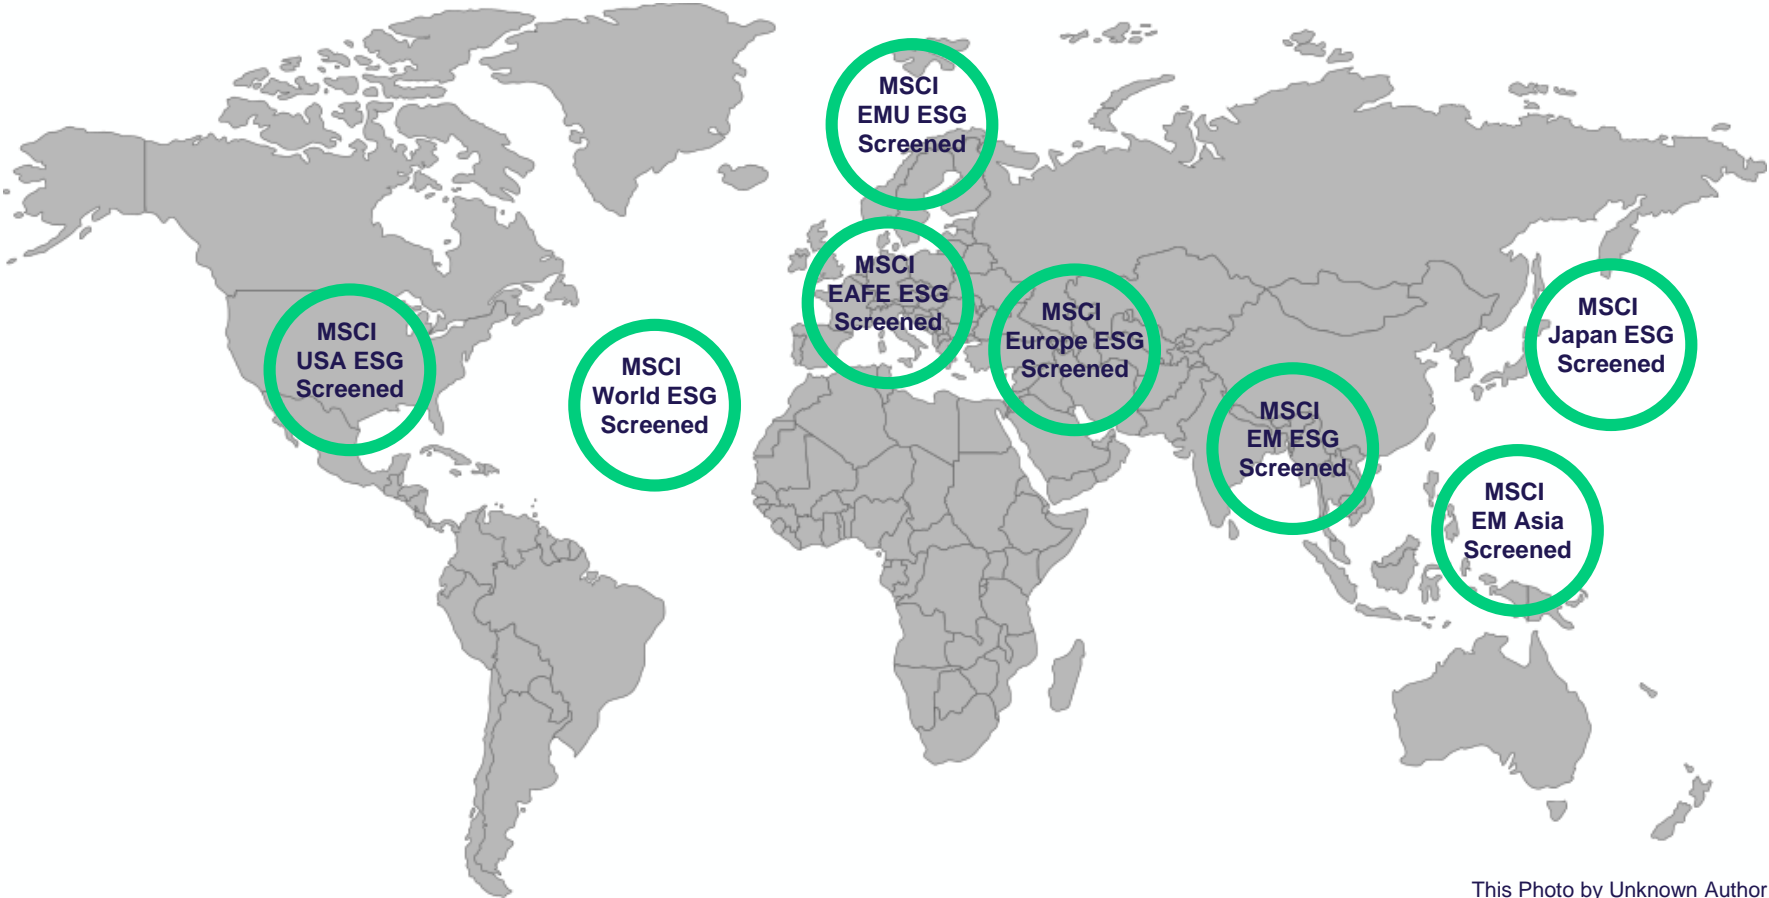 MSCI
EMU ESG
Screened
MSCI
EAFE ESG
Screened
MSCI
Europe ESG
Screened
MSCI
Japan ESG
Screened
MSCI
USA ESG
Screened
MSCI
World ESG
Screened
MSCI
EM ESG
Screened
MSCI
EM Asia
Screened
This Photo by Unknown Author